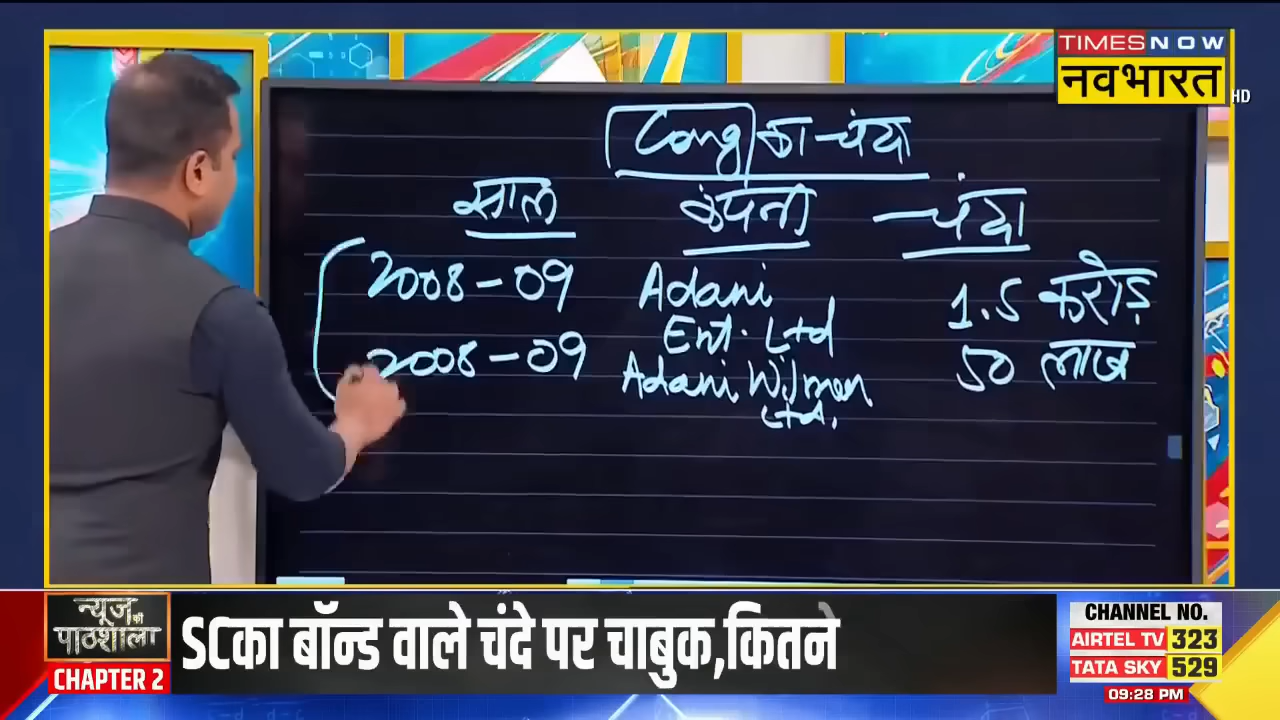 TIMES NOW
नवभारत
HD
Cong का चंदा
साल कंपनी चंदा
2008-09 Adani Ent. Ltd 1.5 करोड़
2008-09 Adani Wilmer Ltd. 50 लाख
न्यूज की पाठशाला
CHAPTER 2
SCका बॉन्ड वाले चंदे पर चाबुक,कितने
CHANNEL NO.
AIRTEL TV 323
TATA SKY 529
09:28 PM